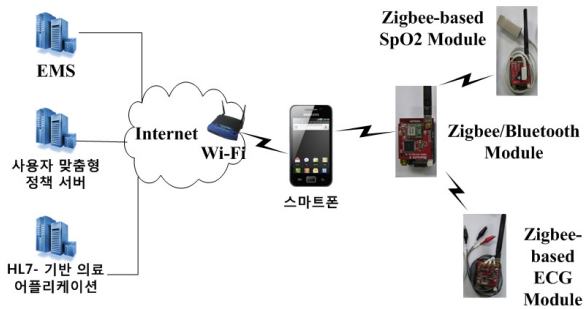 EMS
사용자 맞춤형
정책 서버
HL7- 기반 의료
어플리케이션
Internet
Wi-Fi
스마트폰
Zigbee-based
SpO2 Module
Zigbee/Bluetooth
Module
Zigbee-
based
ECG
Module